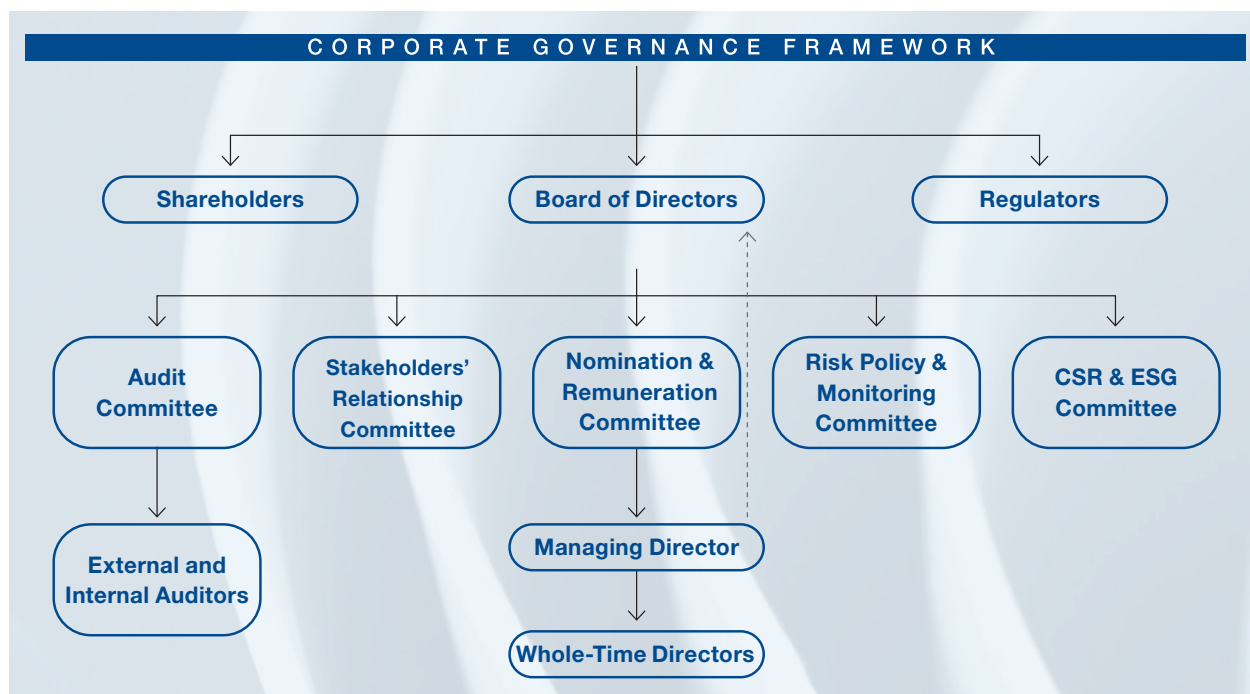 CORPORATE GOVERNANCE FRAMEWORK
Shareholders
Board of Directors
Regulators
Audit
Committee
Stakeholders’
Relationship
Committee
Nomination &
Remuneration
Committee
Risk Policy &
Monitoring
Committee
CSR & ESG
Committee
External and
Internal Auditors
Managing Director
Whole-Time Directors